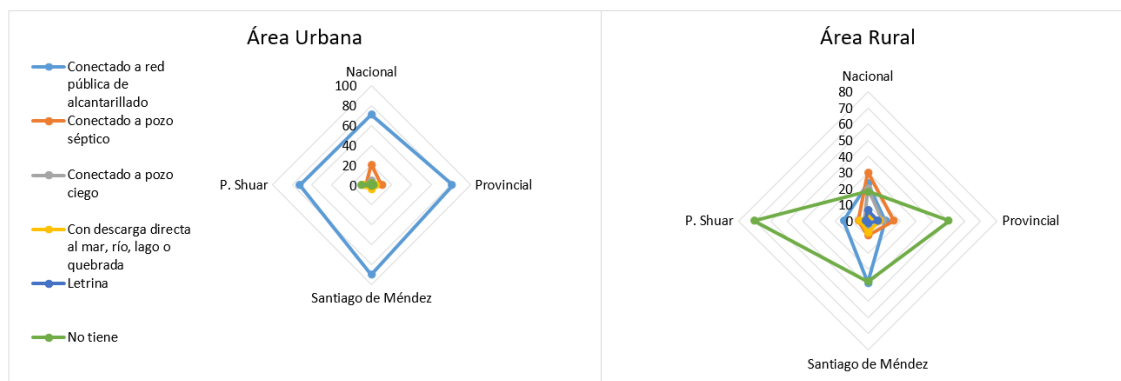 Área Urbana
Conectado a red
pública de
alcantarillado
Conectado a pozo
séptico
Conectado a pozo
ciego
Con descarga directa
al mar, río, lago o
quebrada
Letrina
No tiene
Nacional
100
80
60
40
20
0
P. Shuar
Provincial
Santiago de Méndez
Área Rural
Nacional
80
70
60
50
40
30
20
10
0
P. Shuar
Provincial
Santiago de Méndez